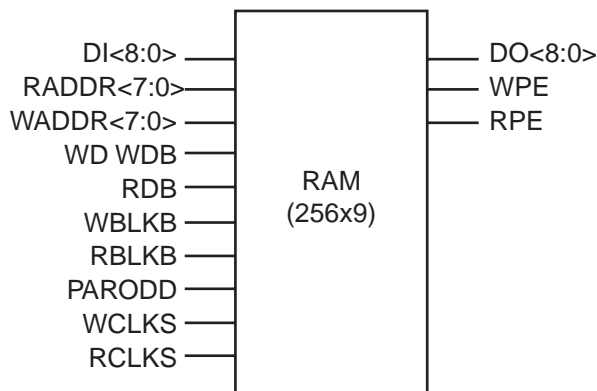 DI<8:0>
RADDR<7:0>
WADDR<7:0>
WD WDB
RDB
WBLKB
RBLKB
PARODD
WCLKS
RCLKS
RAM
(256x9)
DO<8:0>
WPE
RPE